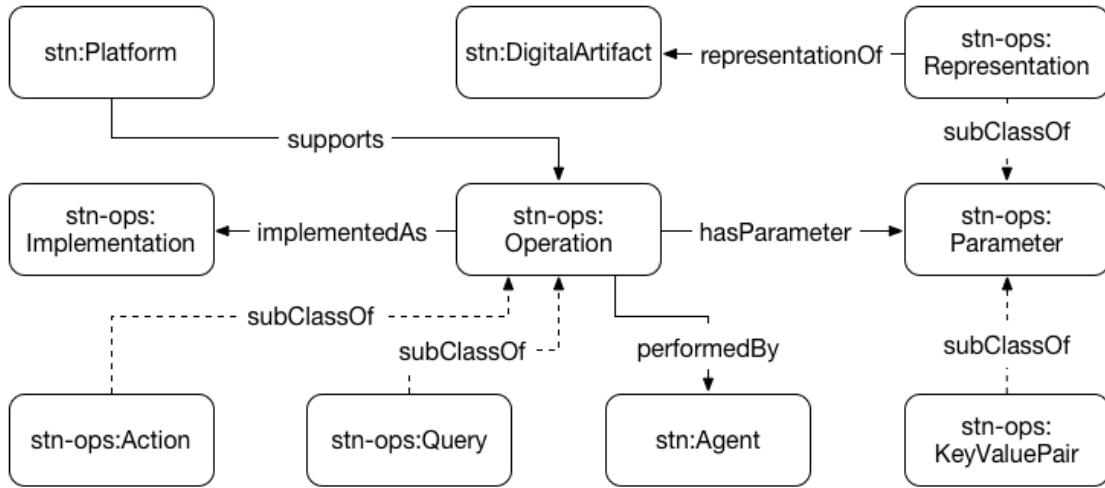 stn:Platform
stn:DigitalArtifact
representationOf
stn-ops:
Representation
supports
subClassOf
stn-ops:
Implementation
implementedAs
stn-ops:
Operation
hasParameter
stn-ops:
Parameter
subClassOf
subClassOf
performedBy
subClassOf
stn-ops:Action
stn-ops:Query
stn:Agent
stn-ops:
KeyValuePair